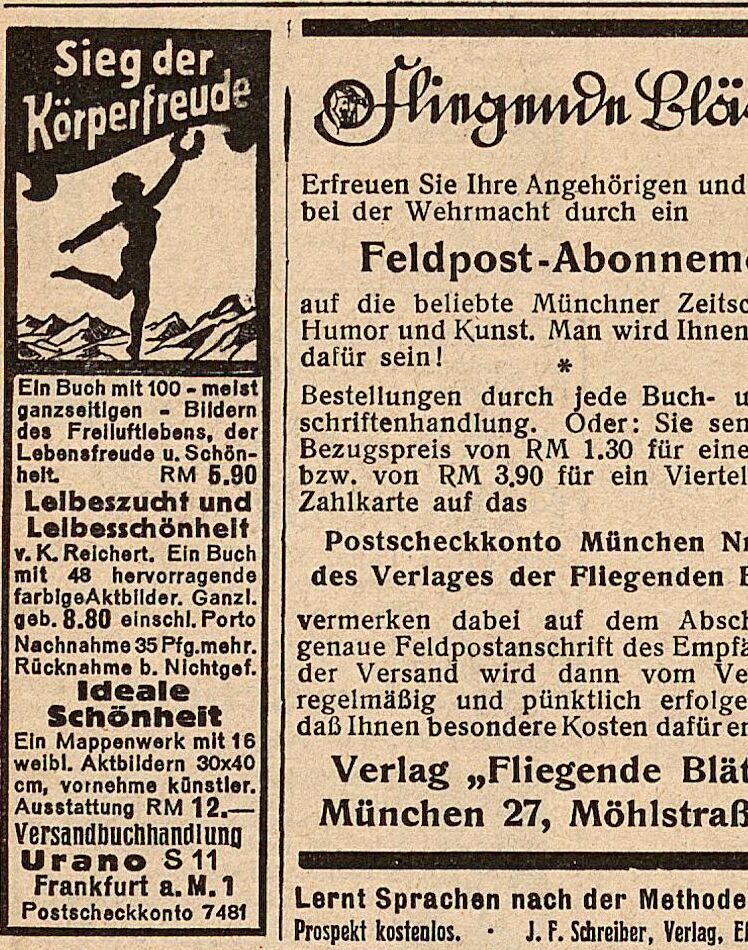 Sieg der
Körperfreude
Ein Buch mit 100 - meist
ganzseitigen - Bildern
des Freiluftlebens, der
Lebensfreude u. Schön-
heit. RM 5.90
Leibeszucht und
Leibesschönheit
v. K. Reichert. Ein Buch
mit 48 hervorragende
farbige Aktbilder. Ganzl.
geb. 8.80 einschl. Porto
Nachnahme 35 Pfg. mehr.
Rücknahme b. Nichtgef.
Ideale
Schönheit
Ein Mappenwerk mit 16
weibl. Aktbildern 30x40
cm, vornehme künstler.
Ausstattung RM 12.—
Versandbuchhandlung
Urano S 11
Frankfurt a. M. 1
Postscheckkonto 7481
Fliegende Blä
Erfreuen Sie Ihre Angehörigen und
bei der Wehrmacht durch ein
Feldpost-Abonnem
auf die beliebte Münchner Zeitsc
Humor und Kunst. Man wird Ihnen
dafür sein!
*
Bestellungen durch jede Buch- u
schriftenhandlung. Oder: Sie sen
Bezugspreis von RM 1.30 für eine
bzw. von RM 3.90 für ein Viertel
Zahlkarte auf das
Postscheckkonto München Nr
des Verlages der Fliegenden B
vermerken dabei auf dem Absch
genaue Feldpostanschrift des Empfä
der Versand wird dann vom Ve
regelmäßig und pünktlich erfolge
daß Ihnen besondere Kosten dafür en
Verlag „Fliegende Blät
München 27, Möhlstraß
Lernt Sprachen nach der Methode
Prospekt kostenlos. · J. F. Schreiber, Verlag, E